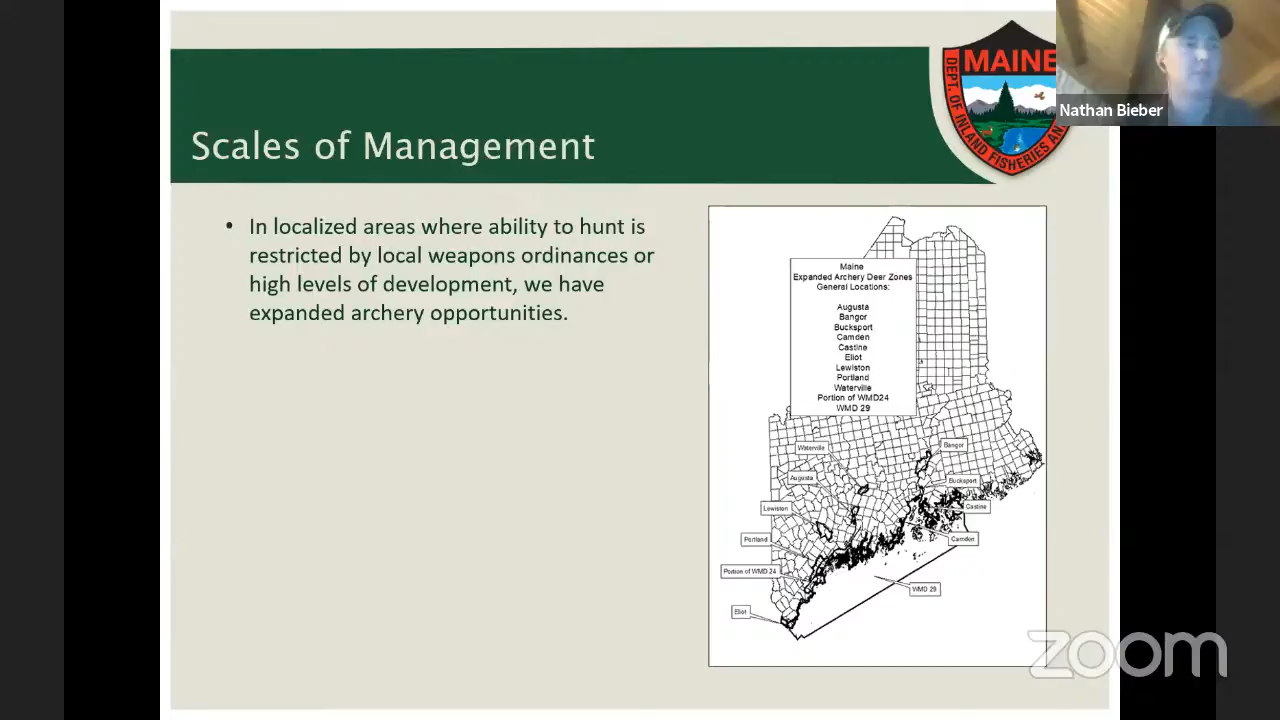 MAINE
DEPT. OF INLAND FISHERIES AN
Nathan Bieber
Scales of Management
• In localized areas where ability to hunt is
restricted by local weapons ordinances or
high levels of development, we have
expanded archery opportunities.
Maine
Expanded Archery Deer Zones
General Locations:
Augusta
Bangor
Bucksport
Camden
Castine
Eliot
Lewiston
Portland
Waterville
Portion of WMD24
WMD 29
Waterville
Bangor
Augusta
Bucksport
Lewiston
Castine
Portland
Camden
Portion of WMD 24
WMD 29
Eliot
zoom